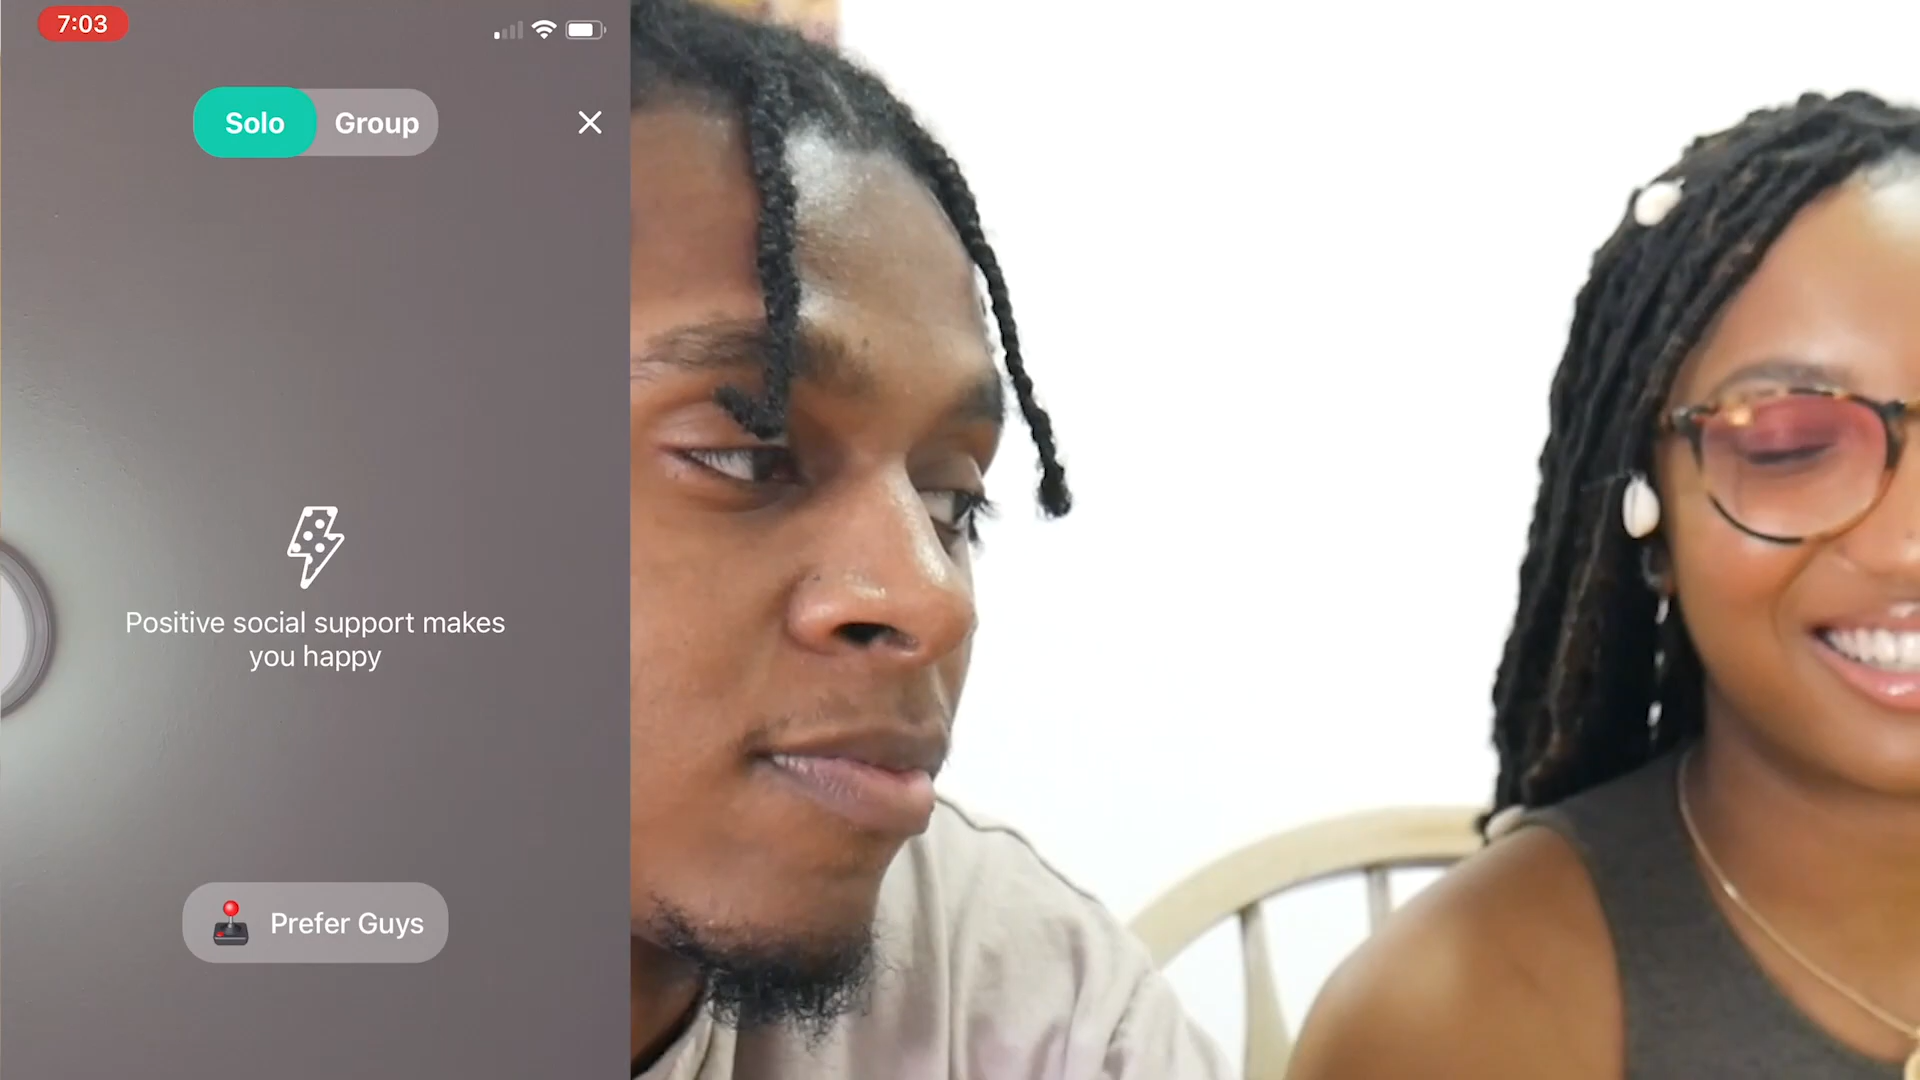 7:03
Solo Group
Positive social support makes
you happy
Prefer Guys